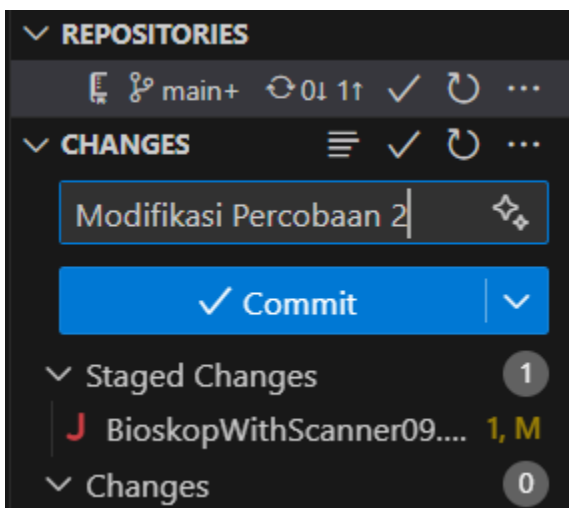 REPOSITORIES
main+ 0↓ 1↑
CHANGES
Modifikasi Percobaan 2
Commit
Staged Changes 1
J BioskopWithScanner09.... 1, M
Changes 0